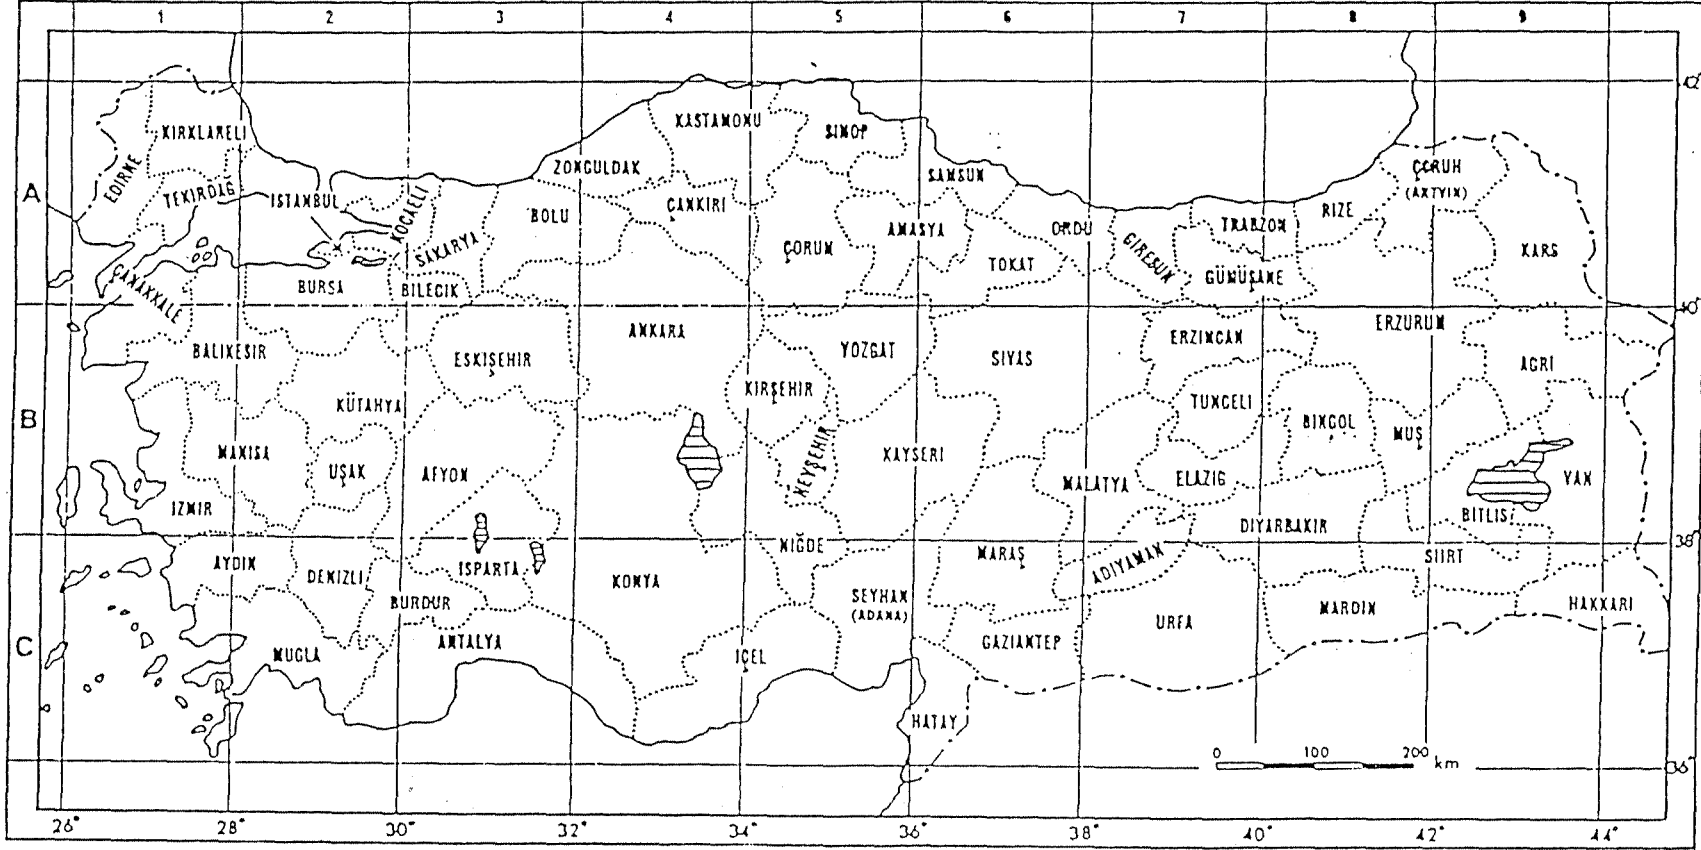 1 2 3 4 5 6 7 8 9
42°
A
KIRKLARELI
EDIRNE
TEKIRDAĞ
ISTANBUL
KOCAELI
SAKARYA
BOLU
ZONGULDAK
KASTAMONU
SINOP
ÇANKIRI
SAMSUN
AMASYA
ÇORUM
TOKAT
ORDU
GIRESUN
TRABZON
GÜMÜŞANE
RIZE
ÇORUH
(ARTVIN)
KARS
ÇANAKKALE
BURSA
BILECIK
40°
B
BALIKESIR
ESKIŞEHIR
ANKARA
YOZGAT
SIVAS
ERZINCAN
ERZURUM
AGRI
KÜTAHYA
KIRŞEHIR
TUNCELI
BINGOL
MUŞ
MANISA
UŞAK
AFYON
NEVŞEHIR
KAYSERI
MALATYA
ELAZIG
VAN
IZMIR
DIYARBAKIR
BITLIS
38°
C
AYDIN
DENIZLI
ISPARTA
BURDUR
KONYA
NIĞDE
SEYHAN
(ADANA)
MARAŞ
ADIYAMAN
SIIRT
MARDIN
HAKKARI
MUGLA
ANTALYA
IÇEL
GAZIANTEP
URFA
HATAY
0 100 200 km
36°
26° 28° 30° 32° 34° 36° 38° 40° 42° 44°